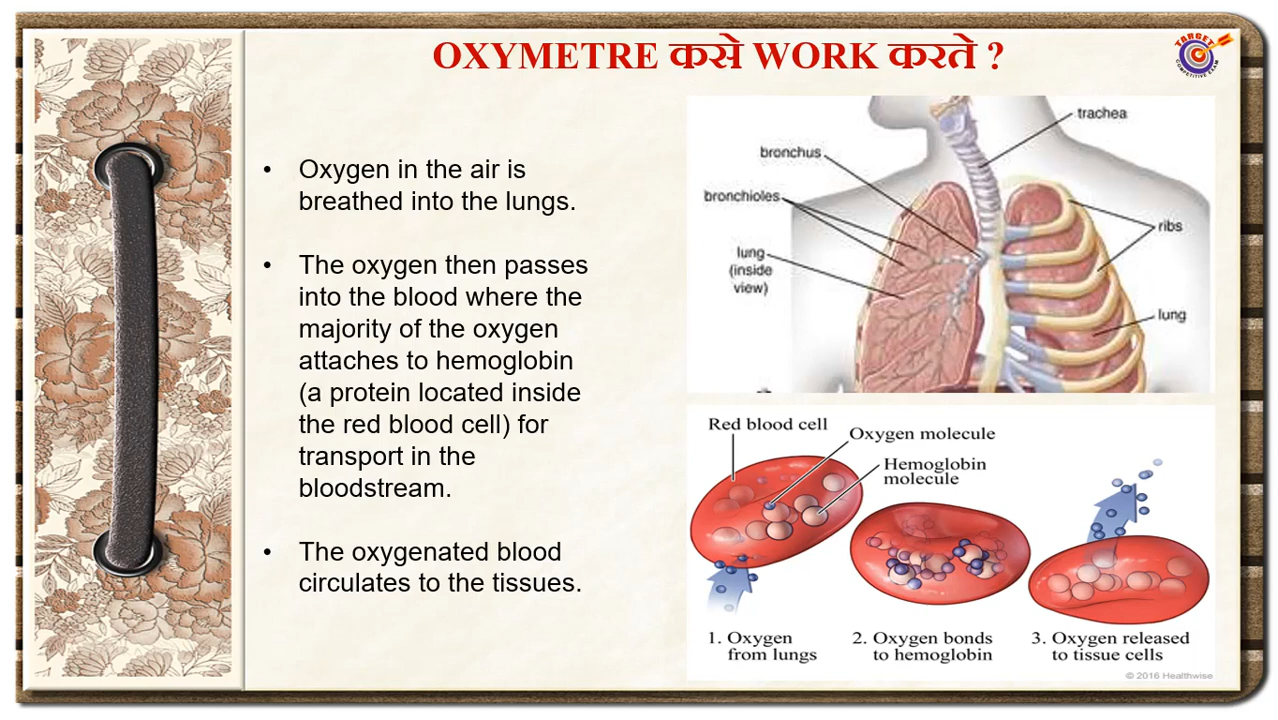 OXYMETRE कसे WORK करते ?
TARGET
COMPETITIVE EXAM
• Oxygen in the air is
breathed into the lungs.
• The oxygen then passes
into the blood where the
majority of the oxygen
attaches to hemoglobin
(a protein located inside
the red blood cell) for
transport in the
bloodstream.
• The oxygenated blood
circulates to the tissues.
trachea
bronchus
bronchioles
ribs
lung
(inside
view)
lung
Red blood cell
Oxygen molecule
Hemoglobin
molecule
1. Oxygen
from lungs
2. Oxygen bonds
to hemoglobin
3. Oxygen released
to tissue cells
© 2016 Healthwise